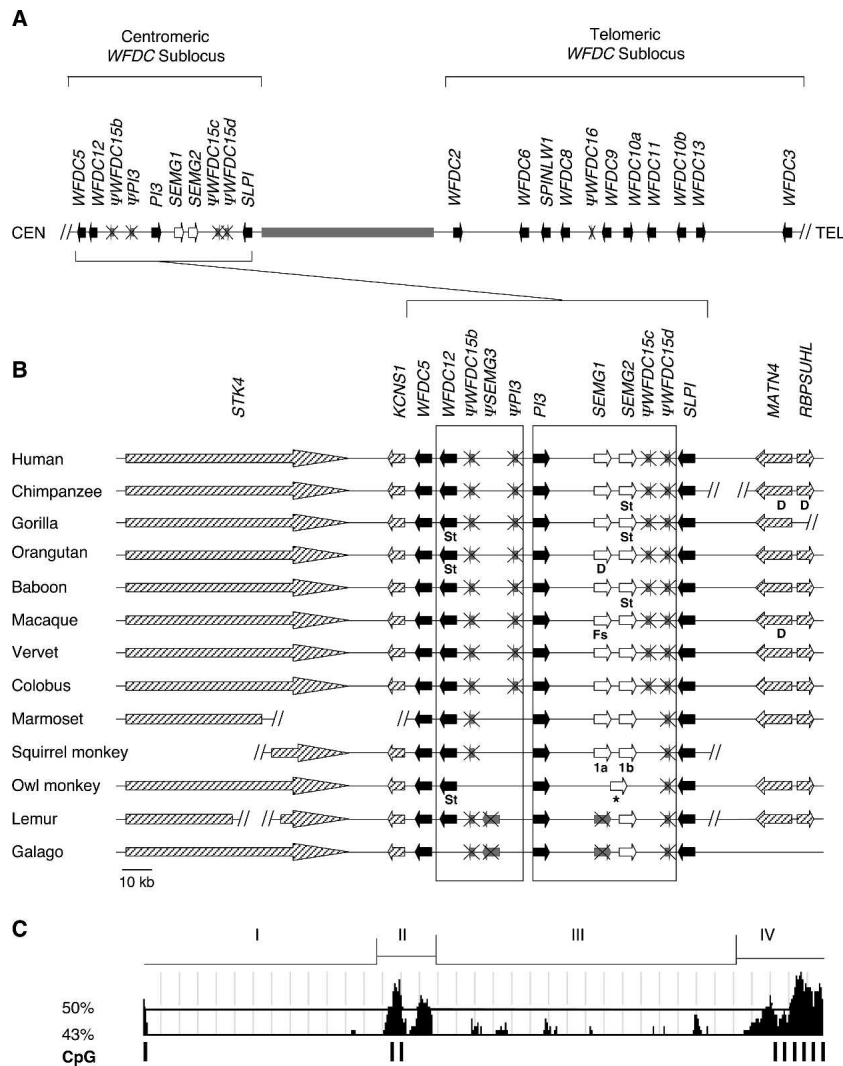 A
Centromeric
WFDC Sublocus
Telomeric
WFDC Sublocus
WFDC5
WFDC12
ΨWFDC15b
ΨPI3
PI3
SEMG1
SEMG2
ΨWFDC15c
ΨWFDC15d
SLPI
WFDC2
WFDC6
SPINLW1
WFDC8
ΨWFDC16
WFDC9
WFDC10a
WFDC11
WFDC10b
WFDC13
WFDC3
CEN // // TEL
B
STK4
KCNS1
WFDC5
WFDC12
ΨWFDC15b
ΨSEMG3
ΨPI3
PI3
SEMG1
SEMG2
ΨWFDC15c
ΨWFDC15d
SLPI
MATN4
RBPSUHL
Human
Chimpanzee // //
St D D
Gorilla //
St St
Orangutan
St D
Baboon
St
Macaque
Fs D
Vervet
Colobus
Marmoset // //
Squirrel monkey // //
1a 1b
Owl monkey
St *
Lemur // // //
Galago
10 kb
C
I II III IV
50%
43%
CpG